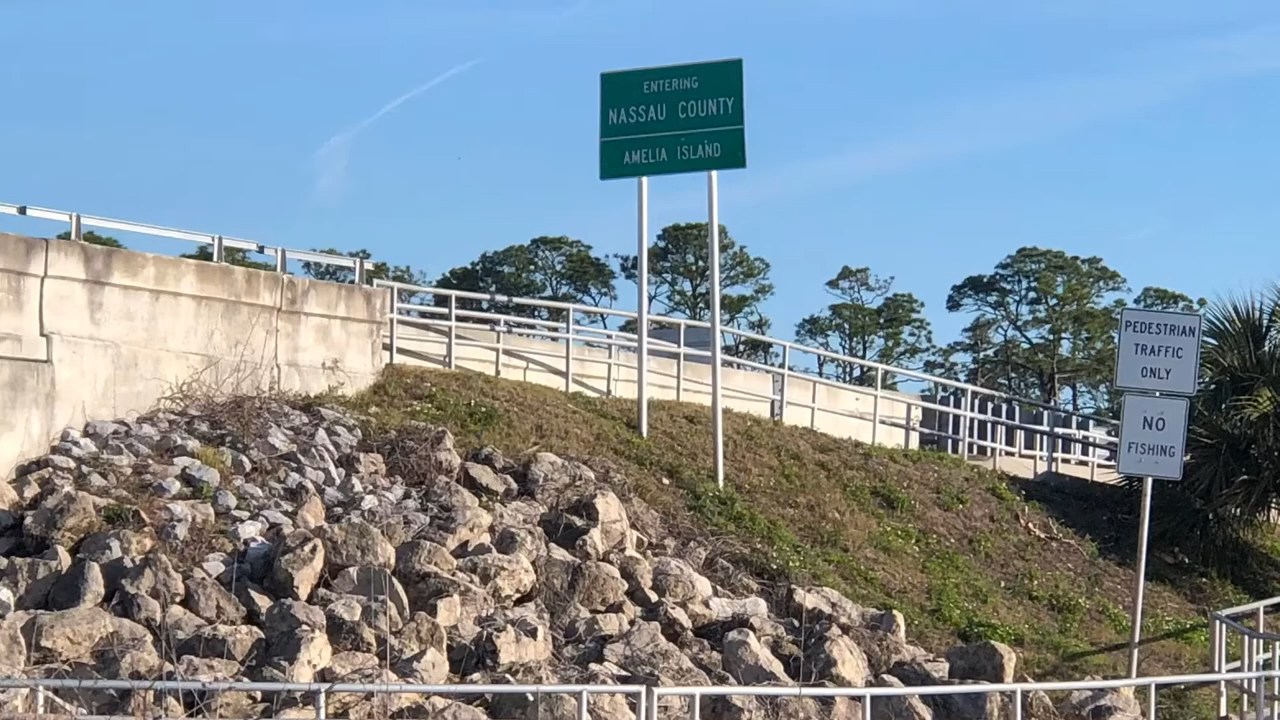 ENTERING
NASSAU COUNTY
AMELIA ISLAND
PEDESTRIAN
TRAFFIC
ONLY
NO
FISHING